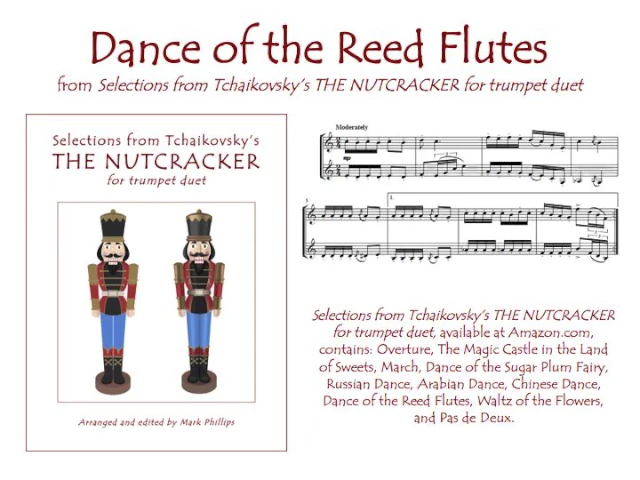 Dance of the Reed Flutes
from Selections from Tchaikovsky's THE NUTCRACKER for trumpet duet
Selections from Tchaikovsky's
THE NUTCRACKER
for trumpet duet
Arranged and edited by Mark Phillips
Moderately
mp
1.
Selections from Tchaikovsky's THE NUTCRACKER
for trumpet duet, available at Amazon.com,
contains: Overture, The Magic Castle in the Land
of Sweets, March, Dance of the Sugar Plum Fairy,
Russian Dance, Arabian Dance, Chinese Dance,
Dance of the Reed Flutes, Waltz of the Flowers,
and Pas de Deux.